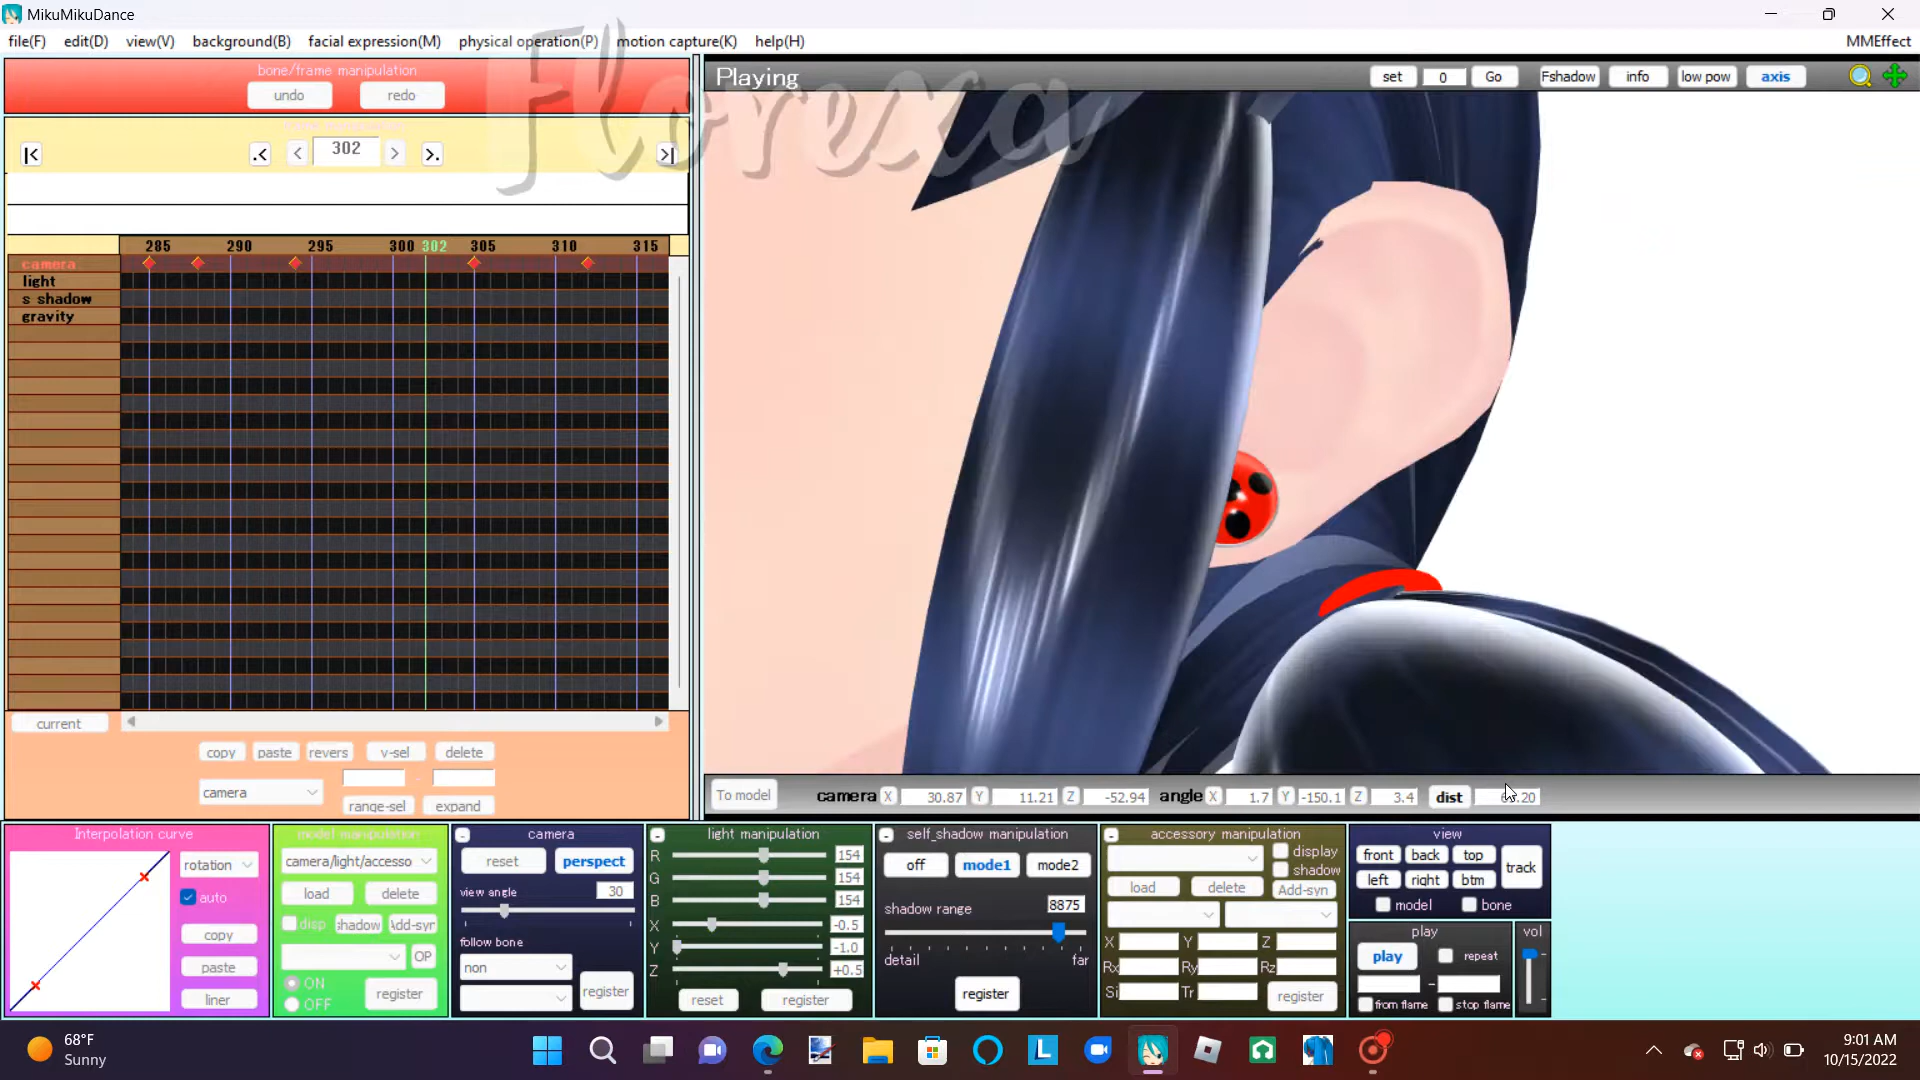 MikuMikuDance
file(F) edit(D) view(V) background(B) facial expression(M) physical operation(P) motion capture(K) help(H) MMEffect
Florexa
bone/frame manipulation
undo redo
|< .< < 302 > >. >|
285 290 295 300 302 305 310 315
camera
light
s shadow
gravity
current
copy paste revers v-sel delete
camera
range-sel expand
Playing set 0 Go Fshadow info low pow axis
To model camera X 30.87 Y 11.21 Z -52.94 angle X 1.7 Y -150.1 Z 3.4 dist
Interpolation curve
rotation
auto
copy
paste
liner
model manipulation
camera/light/accesso
load delete
disp shadow Add-syn
OP
ON
OFF
register
- camera
reset perspect
view angle 30
follow bone
non
register
- light manipulation
R 154
G 154
B 154
X -0.5
Y -1.0
Z +0.5
reset register
- self_shadow manipulation
off mode1 mode2
shadow range 8875
detail far
register
- accessory manipulation
display
shadow
load delete Add-syn
X Y Z
Rx Ry Rz
Si Tr register
view
front back top
left right btm
track
model bone
play
play repeat
-
from flame stop flame
vol
68°F
Sunny
9:01 AM
10/15/2022